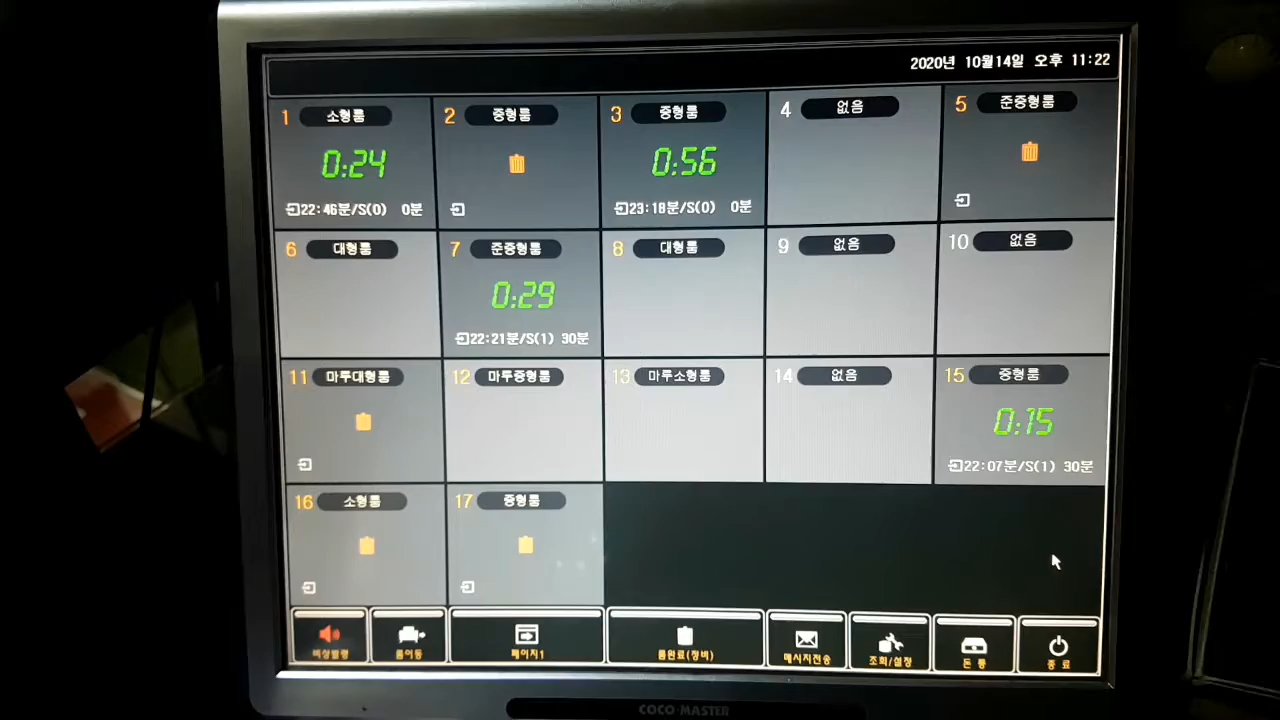 2020년 10월14일 오후 11:22
1 소형룸
0:24
22:46분/S(0) 0분
2 중형룸
3 중형룸
0:56
23:18분/S(0) 0분
4 없음
5 준중형룸
6 대형룸
7 준중형룸
0:29
22:21분/S(1) 30분
8 대형룸
9 없음
10 없음
11 마루대형룸
12 마루중형룸
13 마루소형룸
14 없음
15 중형룸
0:15
22:07분/S(1) 30분
16 소형룸
17 중형룸
비상발령
룸이동
페이지1
룸완료(정비)
메시지전송
조회/설정
돈통
종료
COCO-MASTER